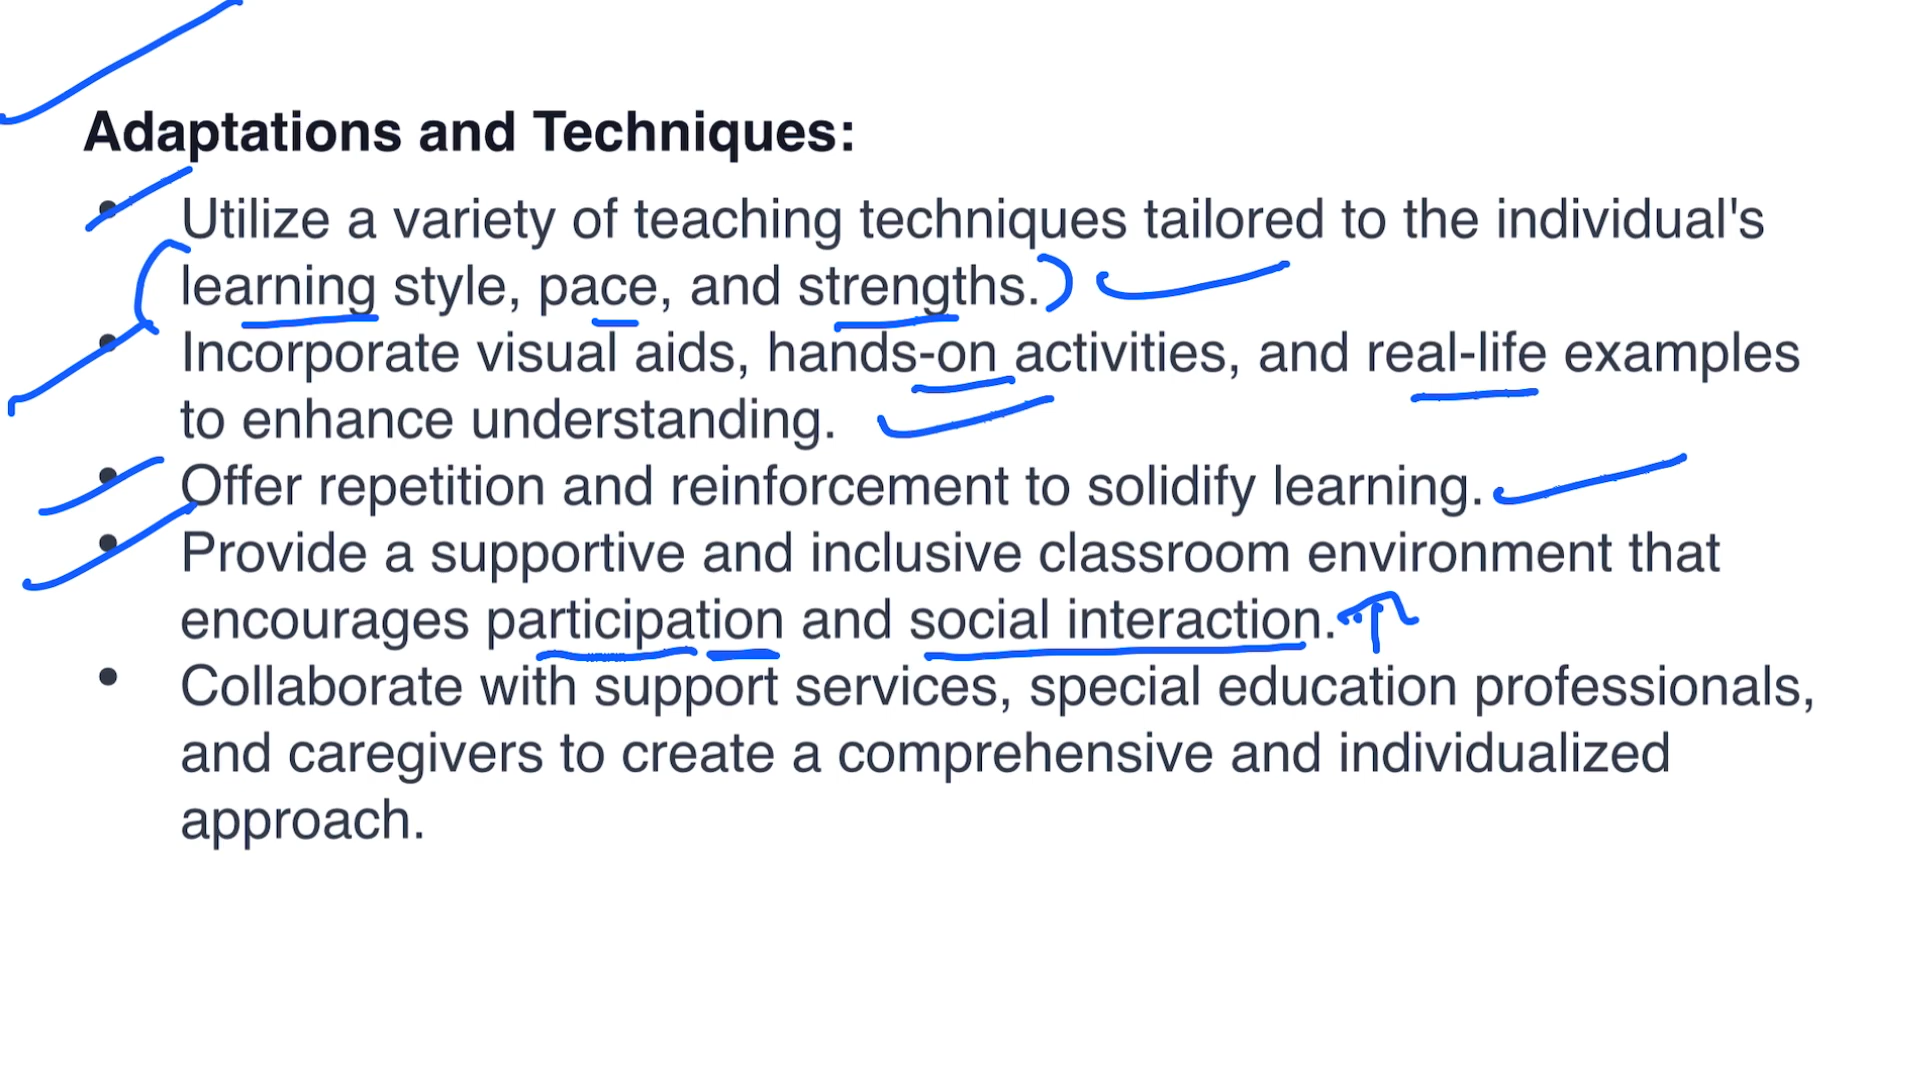 Adaptations and Techniques:
• Utilize a variety of teaching techniques tailored to the individual's
learning style, pace, and strengths.
• Incorporate visual aids, hands-on activities, and real-life examples
to enhance understanding.
• Offer repetition and reinforcement to solidify learning.
• Provide a supportive and inclusive classroom environment that
encourages participation and social interaction.
• Collaborate with support services, special education professionals,
and caregivers to create a comprehensive and individualized
approach.